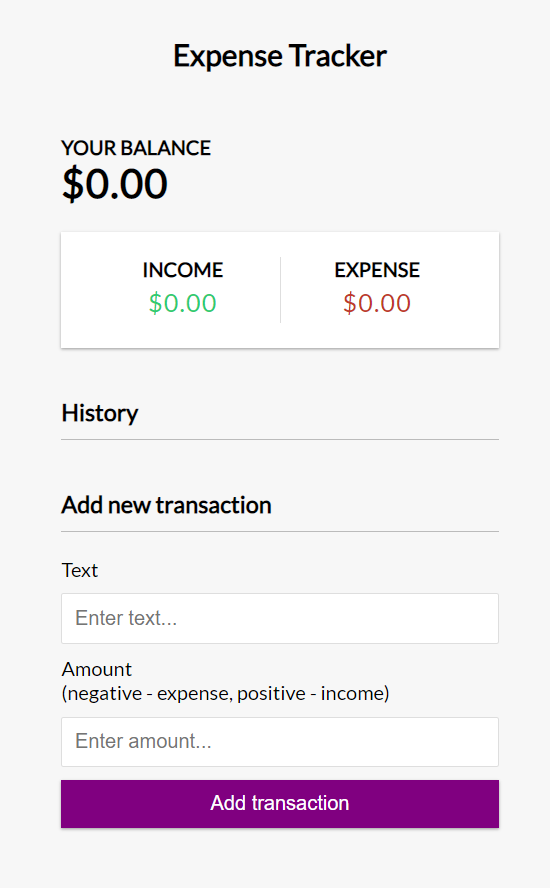 Expense Tracker
YOUR BALANCE
$0.00
INCOME
EXPENSE
$0.00
$0.00
History
Add new transaction
Text
Enter text...
Amount
(negative - expense, positive - income)
Enter amount...
Add transaction